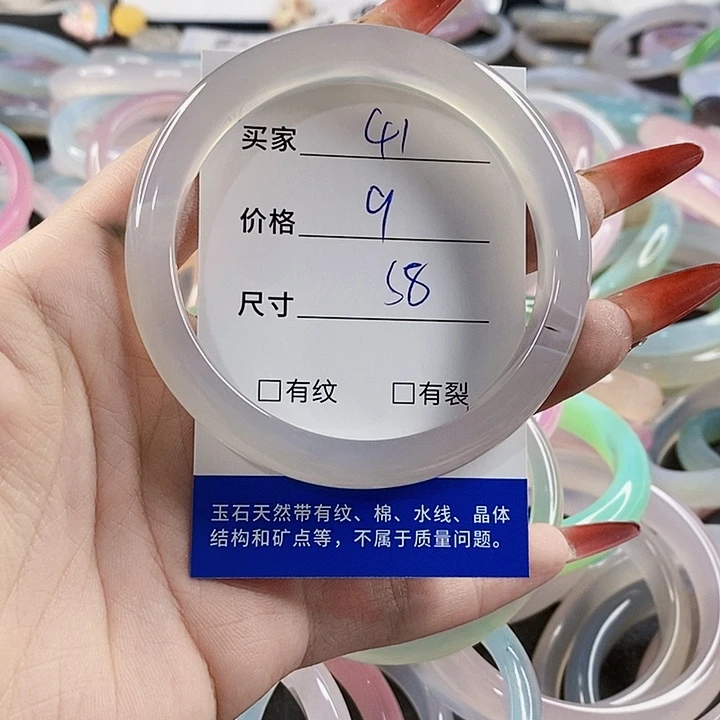 买家 41
价格 9
尺寸 58
□有纹 □有裂
玉石天然带有纹、棉、水线、晶体
结构和矿点等，不属于质量问题。